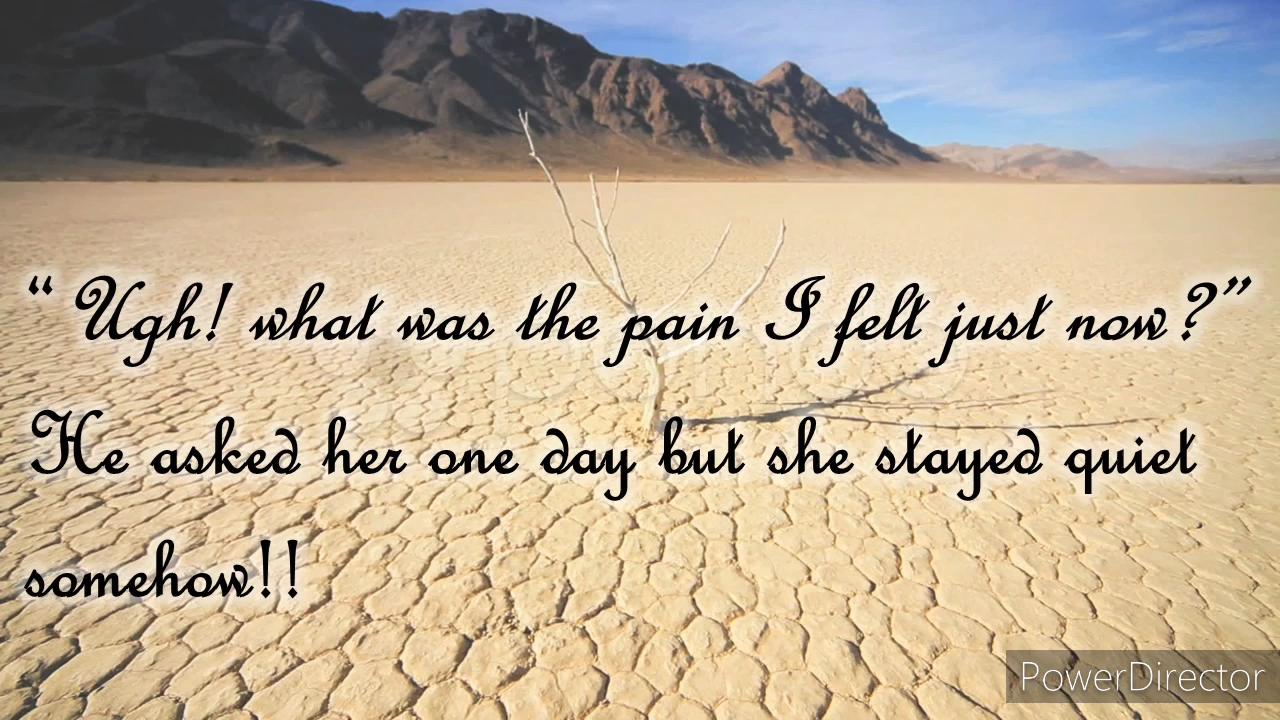 “ Ugh! what was the pain I felt just now?”
He asked her one day but she stayed quiet
somehow!!
PowerDirector